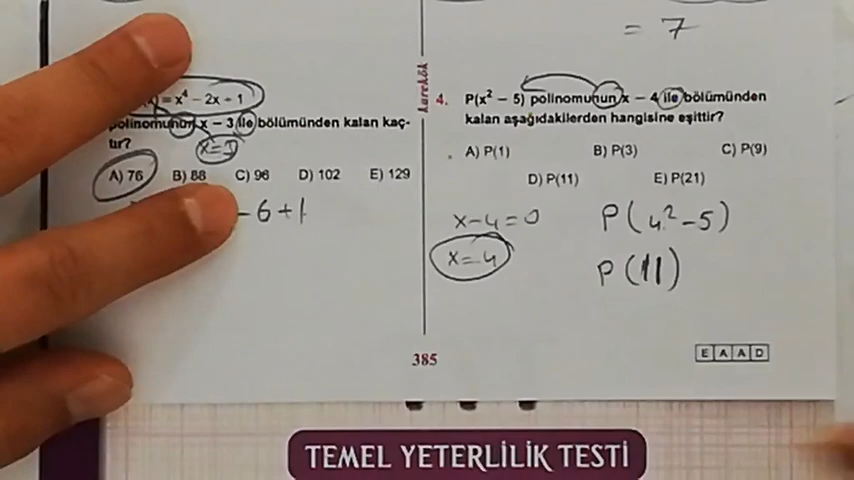 = 7
= x⁴ - 2x + 1
polinomunun x - 3 ile bölümünden kalan kaç-
tır?
x=3
A) 76 B) 88 C) 96 D) 102 E) 129
- 6 + 1
karekök
4. P(x² - 5) polinomunun x - 4 ile bölümünden
kalan aşağıdakilerden hangisine eşittir?
A) P(1) B) P(3) C) P(9)
D) P(11) E) P(21)
x-4=0 P(4²-5)
x=4 P(11)
385
E A A D
TEMEL YETERLİLİK TESTİ